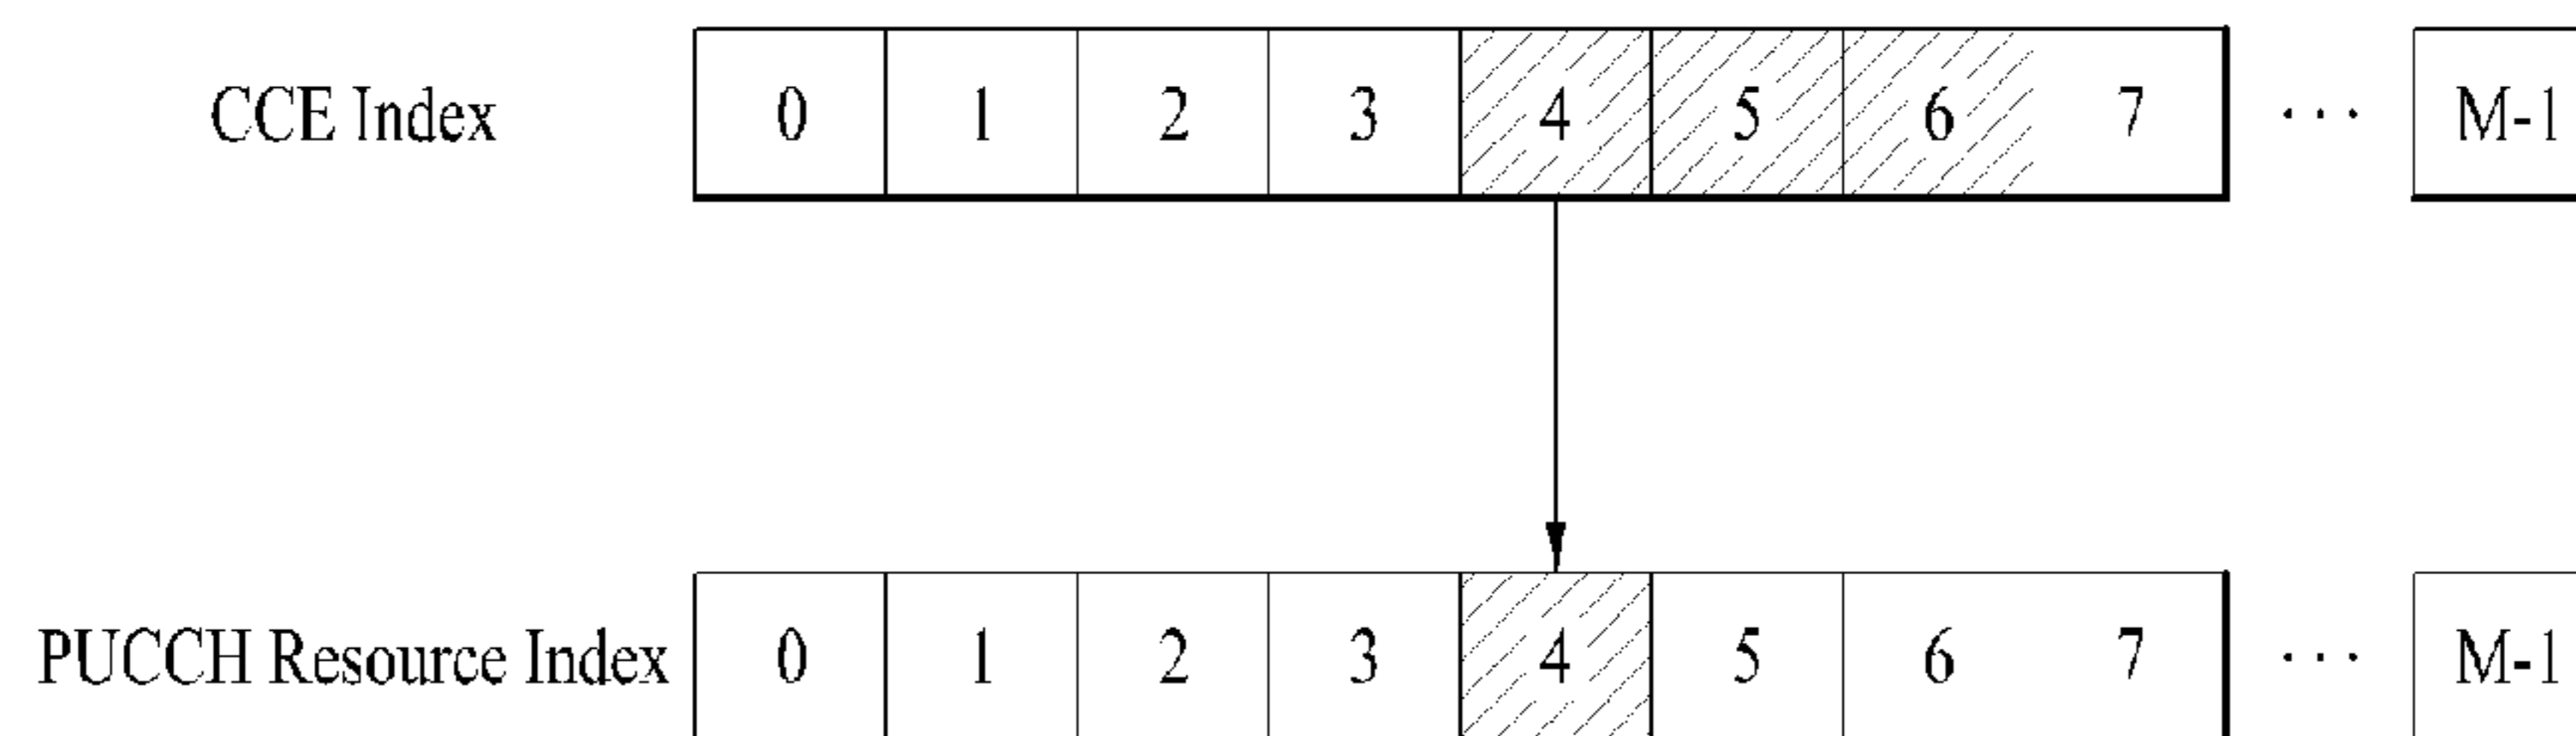 CCE Index 0 1 2 3 4 5 6 7 ··· M-1
PUCCH Resource Index 0 1 2 3 4 5 6 7 ··· M-1